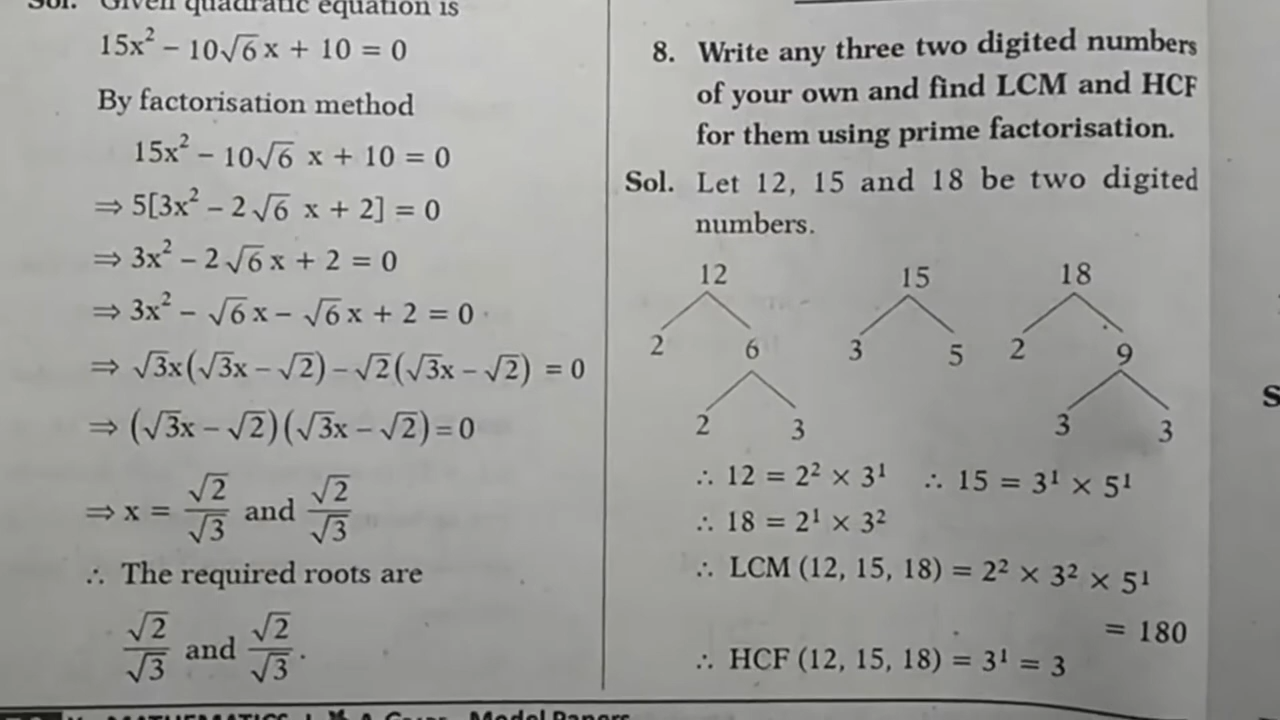 Sol. Given quadratic equation is
15x² − 10√6 x + 10 = 0
By factorisation method
15x² − 10√6 x + 10 = 0
⇒ 5[3x² − 2√6 x + 2] = 0
⇒ 3x² − 2√6 x + 2 = 0
⇒ 3x² − √6 x − √6 x + 2 = 0
⇒ √3x(√3x − √2) − √2(√3x − √2) = 0
⇒ (√3x − √2)(√3x − √2) = 0
⇒ x = √2/√3 and √2/√3
∴ The required roots are
√2/√3 and √2/√3.
8. Write any three two digited numbers
of your own and find LCM and HCF
for them using prime factorisation.
Sol. Let 12, 15 and 18 be two digited
numbers.
12 15 18
2 6 3 5 2 9
2 3 3 3
∴ 12 = 2² × 3¹ ∴ 15 = 3¹ × 5¹
∴ 18 = 2¹ × 3²
∴ LCM (12, 15, 18) = 2² × 3² × 5¹
= 180
∴ HCF (12, 15, 18) = 3¹ = 3
S
MATHEMATICS Model Papers